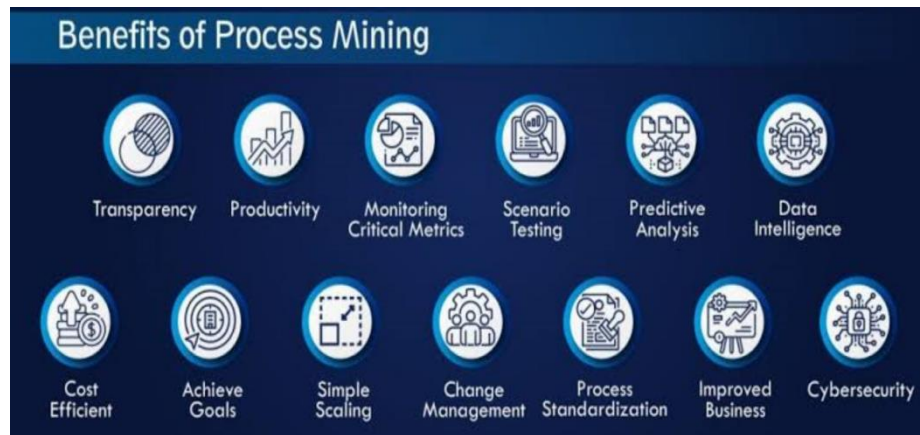 Benefits of Process Mining
Transparency
Productivity
Monitoring
Critical Metrics
Scenario
Testing
Predictive
Analysis
Data
Intelligence
Cost
Efficient
Achieve
Goals
Simple
Scaling
Change
Management
Process
Standardization
Improved
Business
Cybersecurity